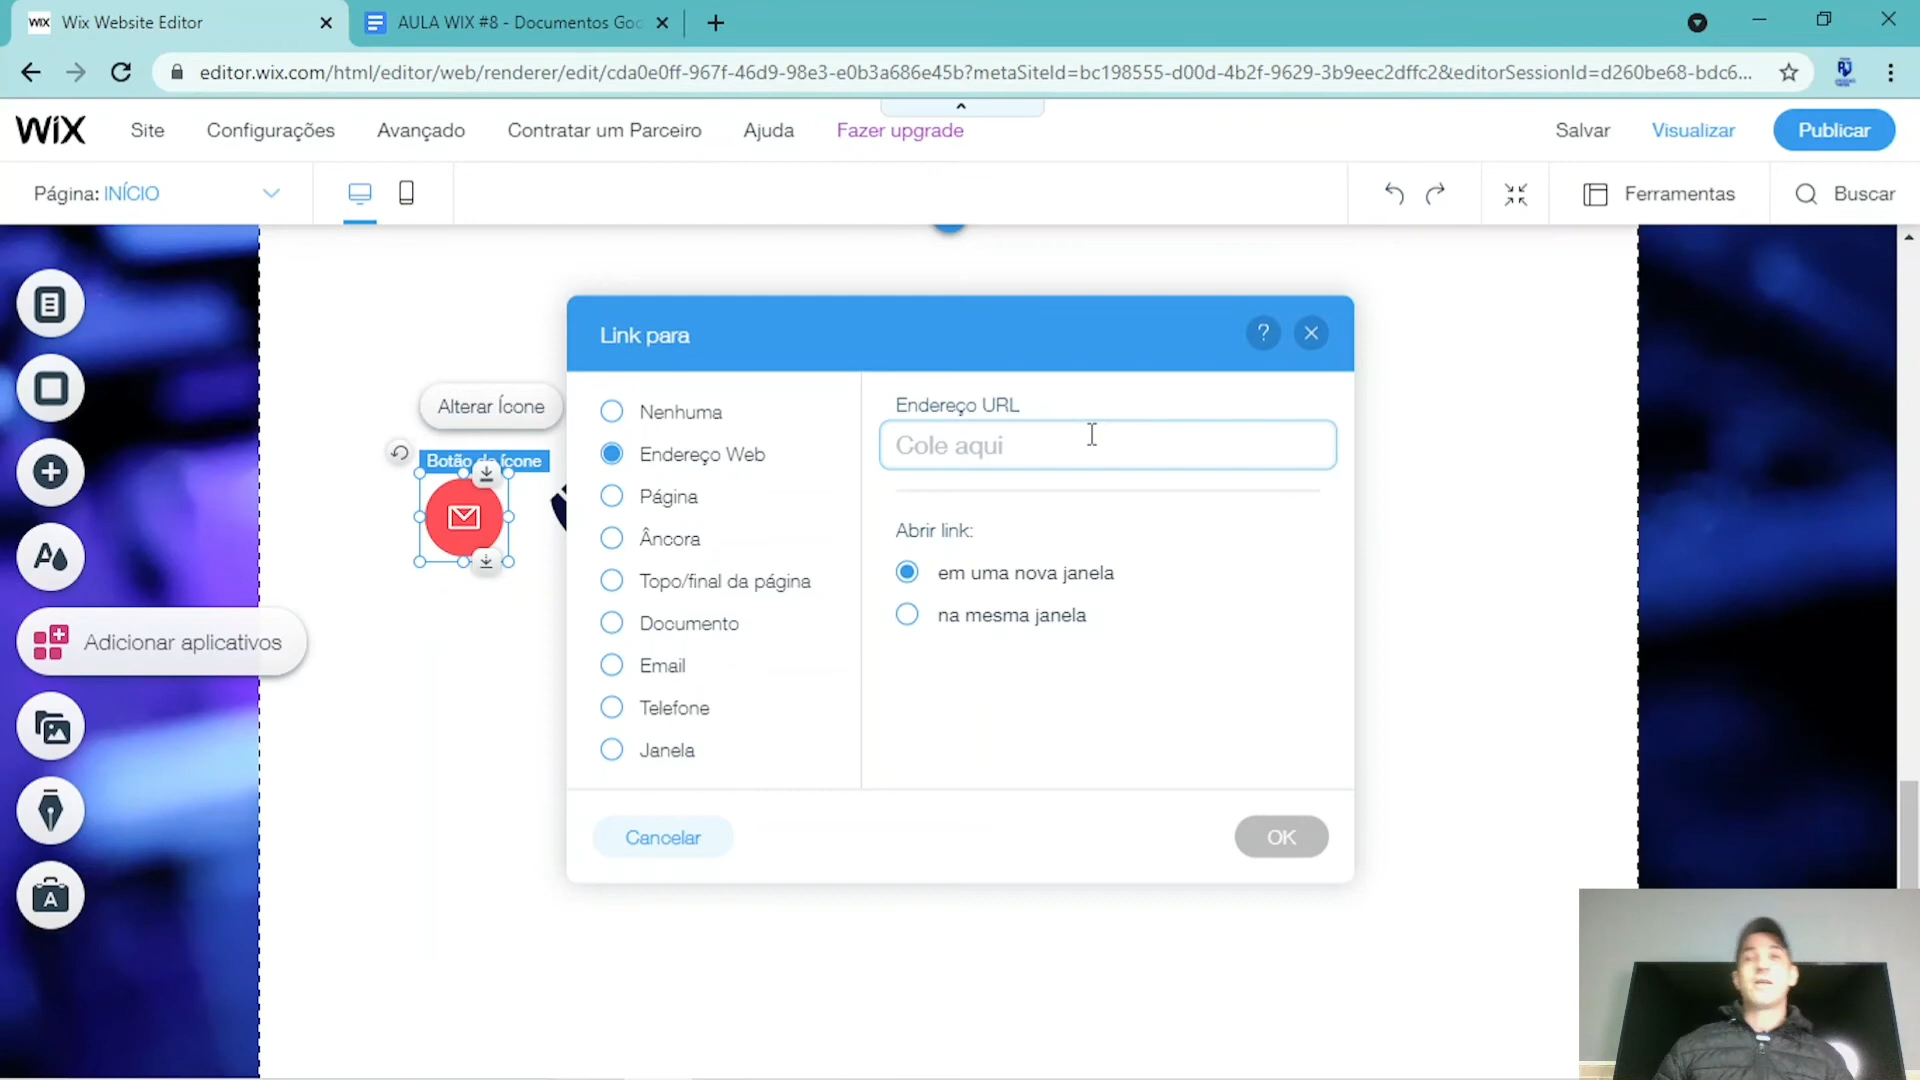 WiX Wix Website Editor
AULA WIX #8 - Documentos Goo
editor.wix.com/html/editor/web/renderer/edit/cda0e0ff-967f-46d9-98e3-e0b3a686e45b?metaSiteId=bc198555-d00d-4b2f-9629-3b9eec2dffc2&editorSessionId=d260be68-bdc6...
WiX Site Configurações Avançado Contratar um Parceiro Ajuda Fazer upgrade Salvar Visualizar Publicar
Página: INÍCIO Ferramentas Buscar
Link para ?
Alterar Ícone
Botão de ícone
Adicionar aplicativos
Nenhuma
Endereço Web
Página
Âncora
Topo/final da página
Documento
Email
Telefone
Janela
Endereço URL
Cole aqui
Abrir link:
em uma nova janela
na mesma janela
Cancelar OK